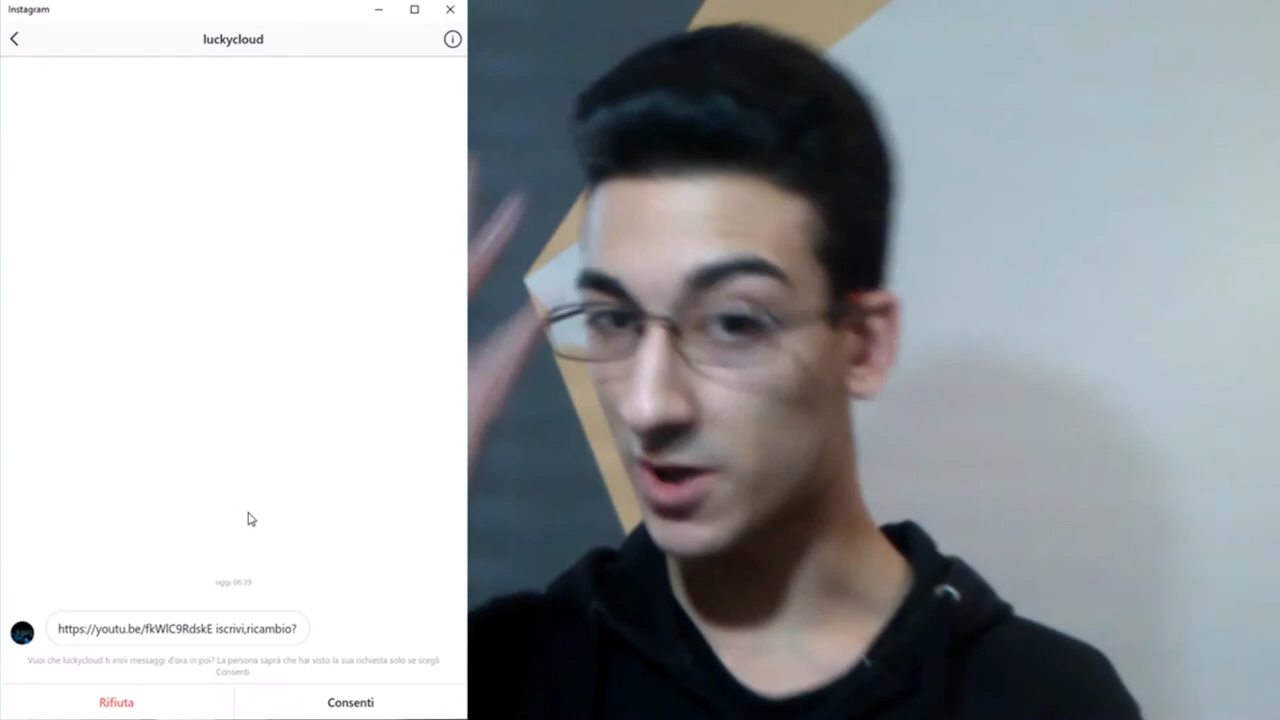 Instagram
luckycloud
oggi 06:39
https://youtu.be/fkWlC9RdskE iscrivi,ricambio?
Vuoi che luckycloud ti invii messaggi d'ora in poi? La persona saprà che hai visto la sua richiesta solo se scegli
Consenti.
Rifiuta
Consenti